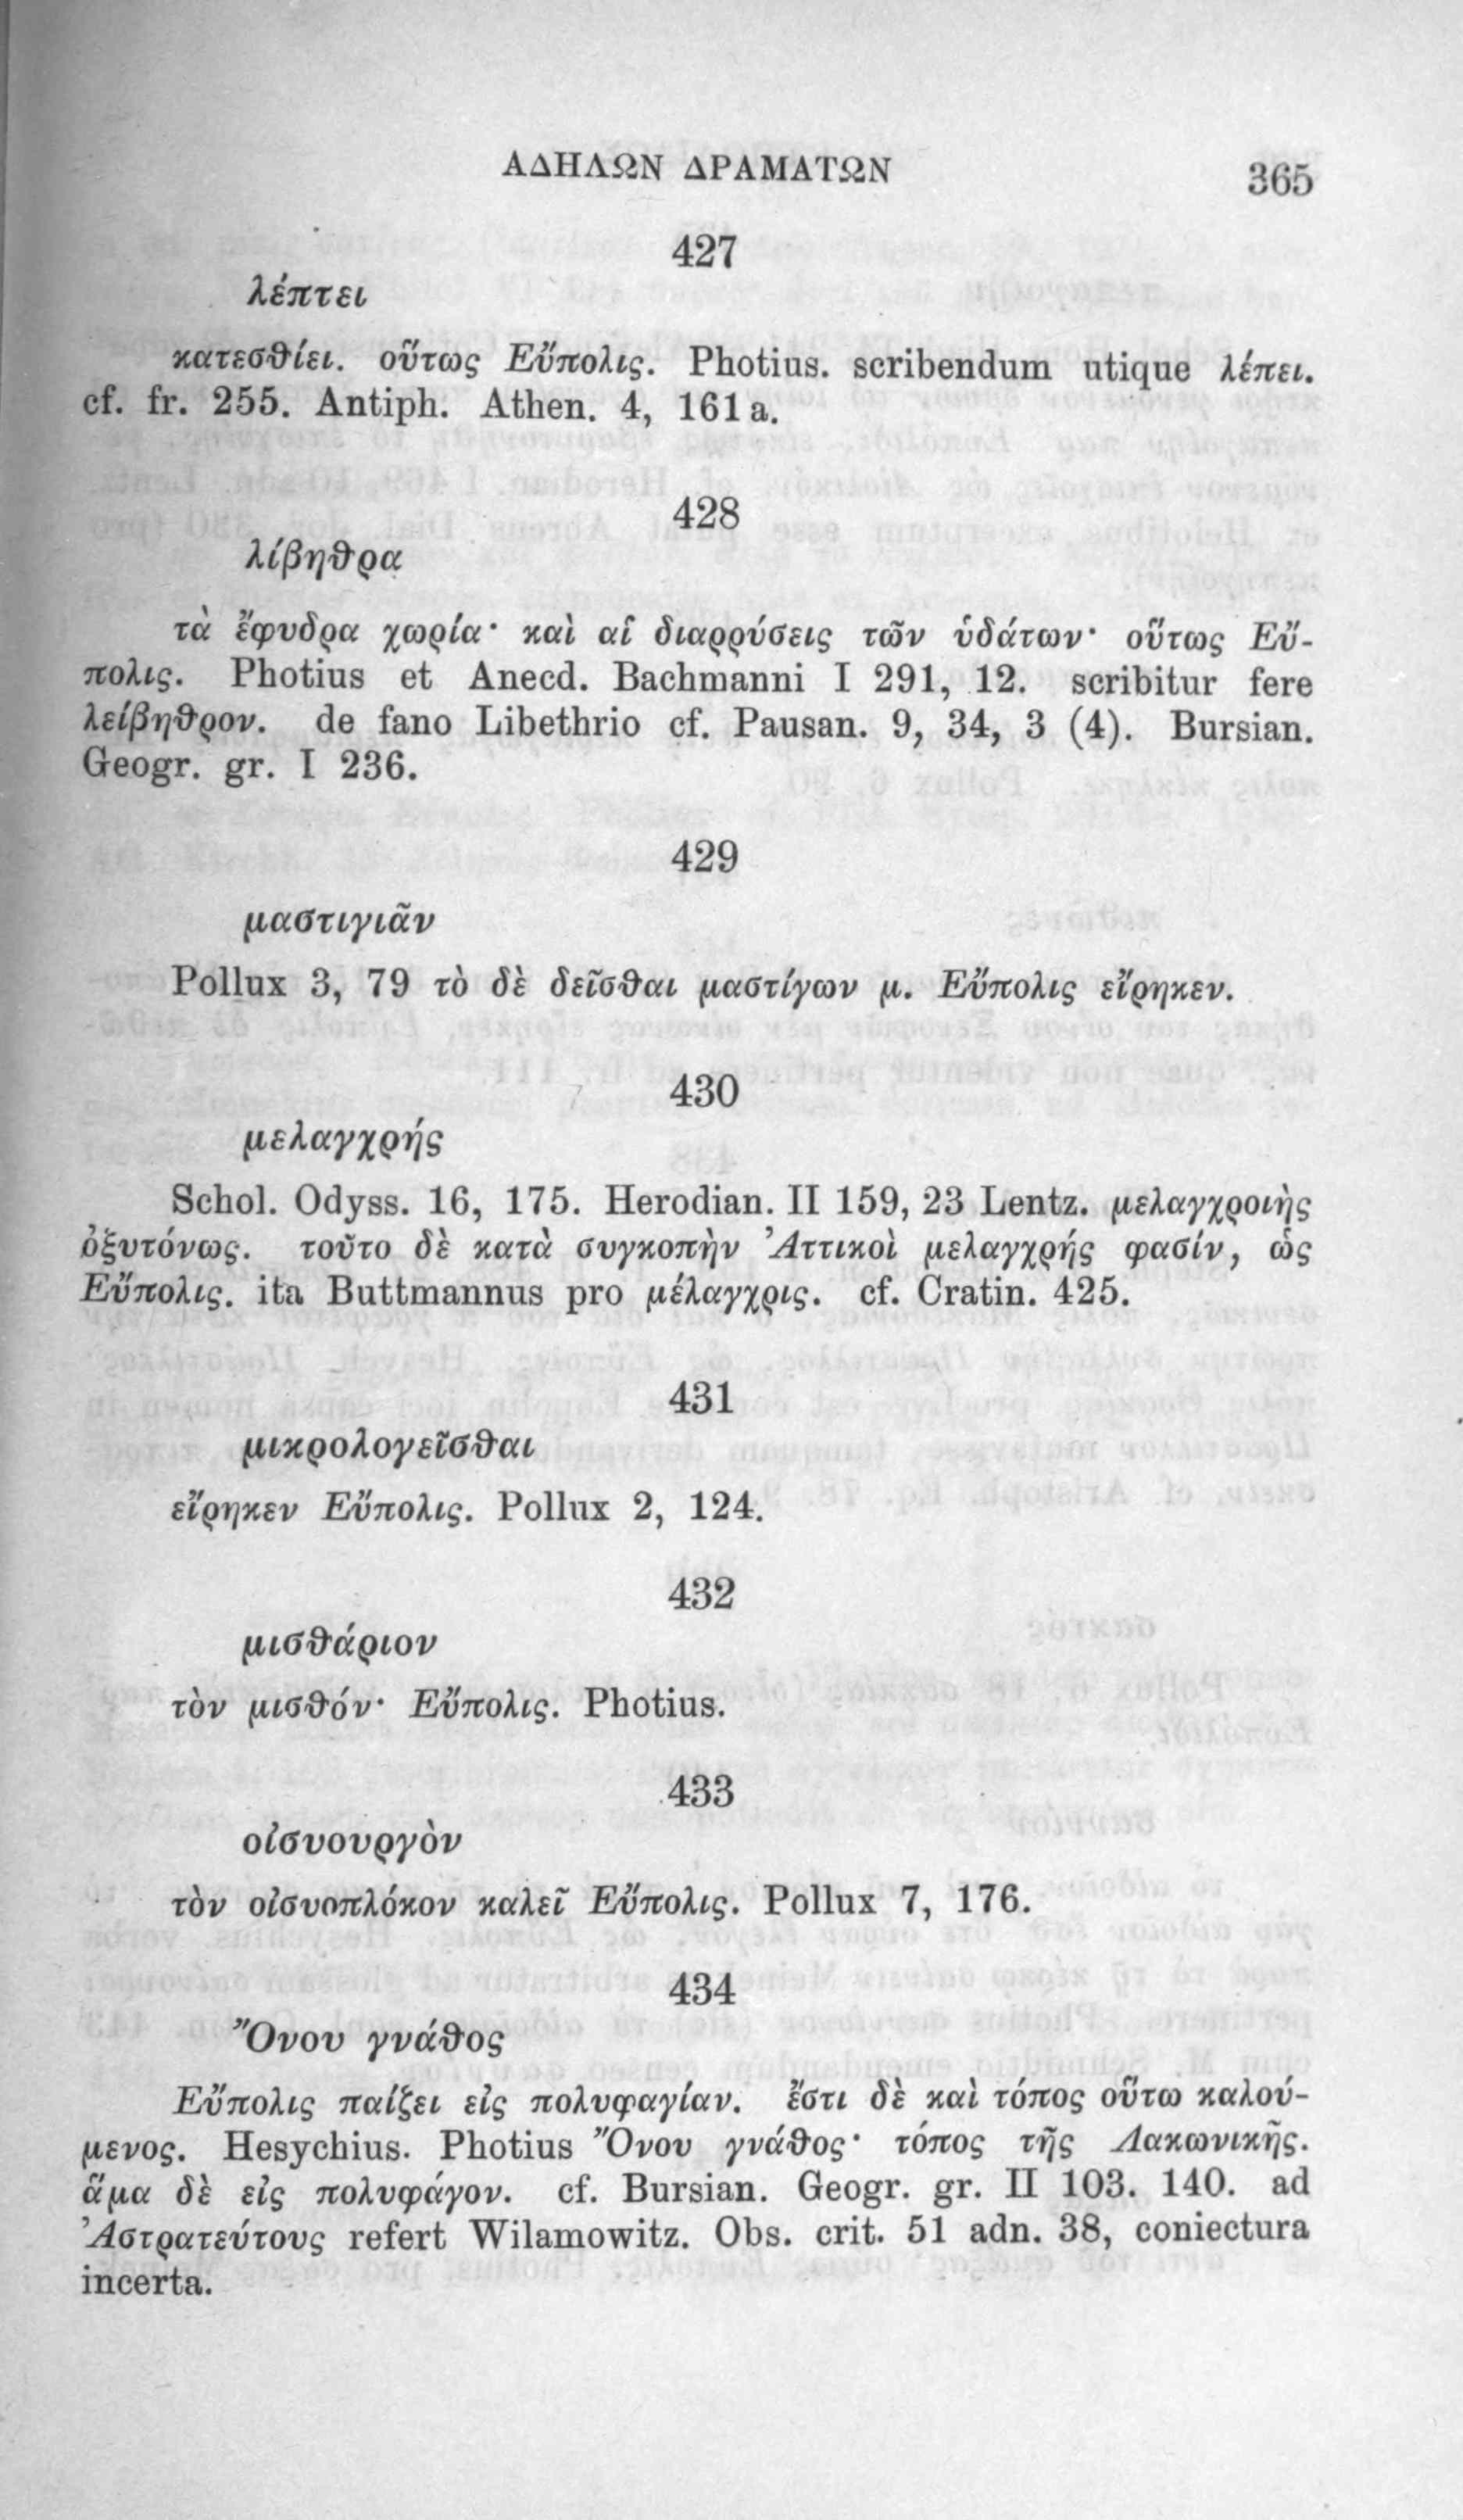 ΑΔΗΛΩΝ ΔΡΑΜΑΤΩΝ 365
427
λέπτει
κατεσθίει. οὕτως Εὔπολις. Photius. scribendum utique λέπει.
cf. fr. 255. Antiph. Athen. 4, 161 a.
428
λίβηθρα
τὰ ἔφυδρα χωρία· καὶ αἱ διαρρύσεις τῶν ὑδάτων· οὕτως Εὔ-
πολις. Photius et Anecd. Bachmanni I 291, 12. scribitur fere
λείβηθρον. de fano Libethrio cf. Pausan. 9, 34, 3 (4). Bursian.
Geogr. gr. I 236.
429
μαστιγιᾶν
Pollux 3, 79 τὸ δὲ δεῖσθαι μαστίγων μ. Εὔπολις εἴρηκεν.
430
μελαγχρής
Schol. Odyss. 16, 175. Herodian. II 159, 23 Lentz. μελαγχροιὴς
ὀξυτόνως. τοῦτο δὲ κατὰ συγκοπὴν Ἀττικοὶ μελαγχρής φασίν, ὡς
Εὔπολις. ita Buttmannus pro μέλαγχρις. cf. Cratin. 425.
431
μικρολογεῖσθαι
εἴρηκεν Εὔπολις. Pollux 2, 124.
432
μισθάριον
τὸν μισθόν· Εὔπολις. Photius.
433
οἰσυουργὸν
τὸν οἰσυοπλόκον καλεῖ Εὔπολις. Pollux 7, 176.
434
Ὄνου γνάθος
Εὔπολις παίζει εἰς πολυφαγίαν. ἔστι δὲ καὶ τόπος οὕτω καλού-
μενος. Hesychius. Photius Ὄνου γνάθος· τόπος τῆς Λακωνικῆς.
ἅμα δὲ εἰς πολυφάγον. cf. Bursian. Geogr. gr. II 103. 140. ad
Ἀστρατεύτους refert Wilamowitz. Obs. crit. 51 adn. 38, coniectura
incerta.